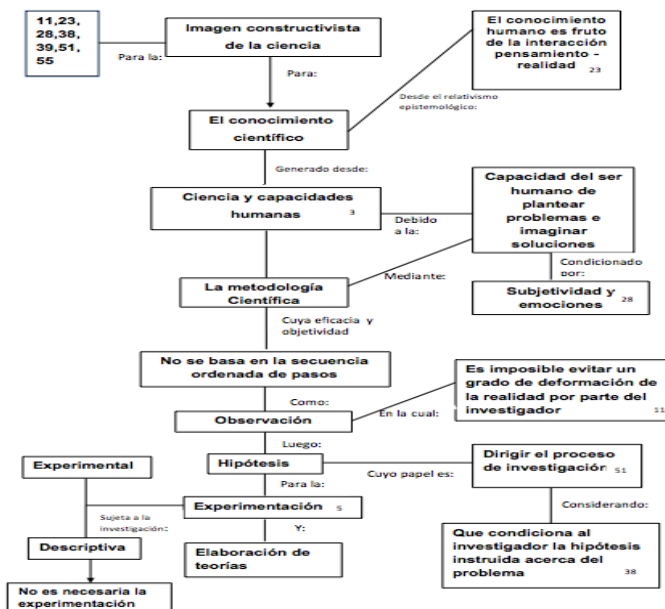 11,23,
28,38,
39,51,
55
Para la:
Imagen constructivista
de la ciencia
Para:
El conocimiento
humano es fruto
de la interacción
pensamiento -
realidad
23
Desde el relativismo
epistemológico:
El conocimiento
científico
Generado desde:
Ciencia y capacidades
humanas 3
Debido
a la:
Capacidad del ser
humano de
plantear
problemas e
imaginar
soluciones
Mediante:
Condicionado
por:
Subjetividad y
emociones 28
La metodología
Científica
Cuya eficacia y
objetividad
No se basa en la secuencia
ordenada de pasos
Como:
Observación
En la cual:
Es imposible evitar un
grado de deformación de
la realidad por parte del
investigador 11
Luego:
Hipótesis
Cuyo papel es:
Dirigir el proceso
de investigación 51
Considerando:
Que condiciona al
investigador la hipótesis
instruida acerca del
problema 38
Para la:
Experimentación 5
Y:
Elaboración de
teorías
Experimental
Sujeta a la
investigación:
Descriptiva
No es necesaria la
experimentación